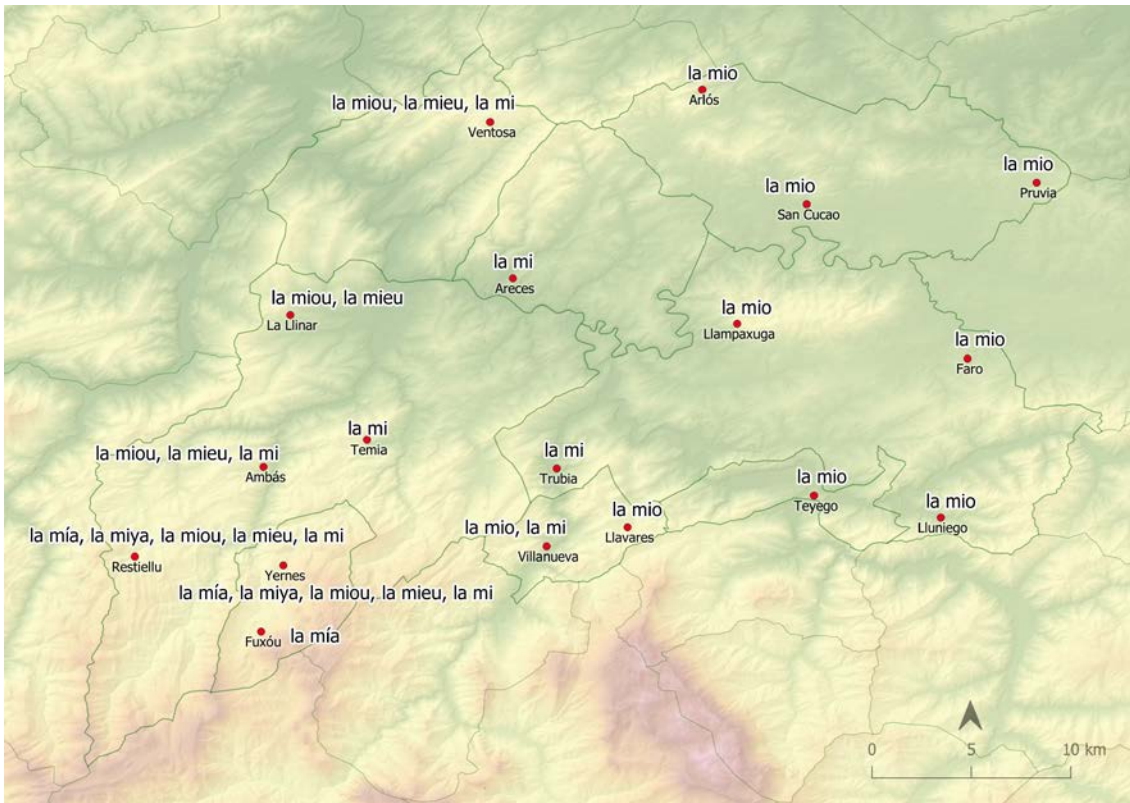 la mio
Arlós
la miou, la mieu, la mi
Ventosa
la mio
Pruvia
la mio
San Cucao
la mi
Areces
la miou, la mieu
La Llinar
la mio
Llampaxuga
la mio
Faro
la mi
Temia
la miou, la mieu, la mi
Ambás
la mi
Trubia
la mio
Teyego
la mio
Lluniego
la mio, la mi
Villanueva
la mio
Llavares
la mía, la miya, la miou, la mieu, la mi
Restiellu
Yernes
la mía, la miya, la miou, la mieu, la mi
Fuxóu
la mía
0 5 10 km